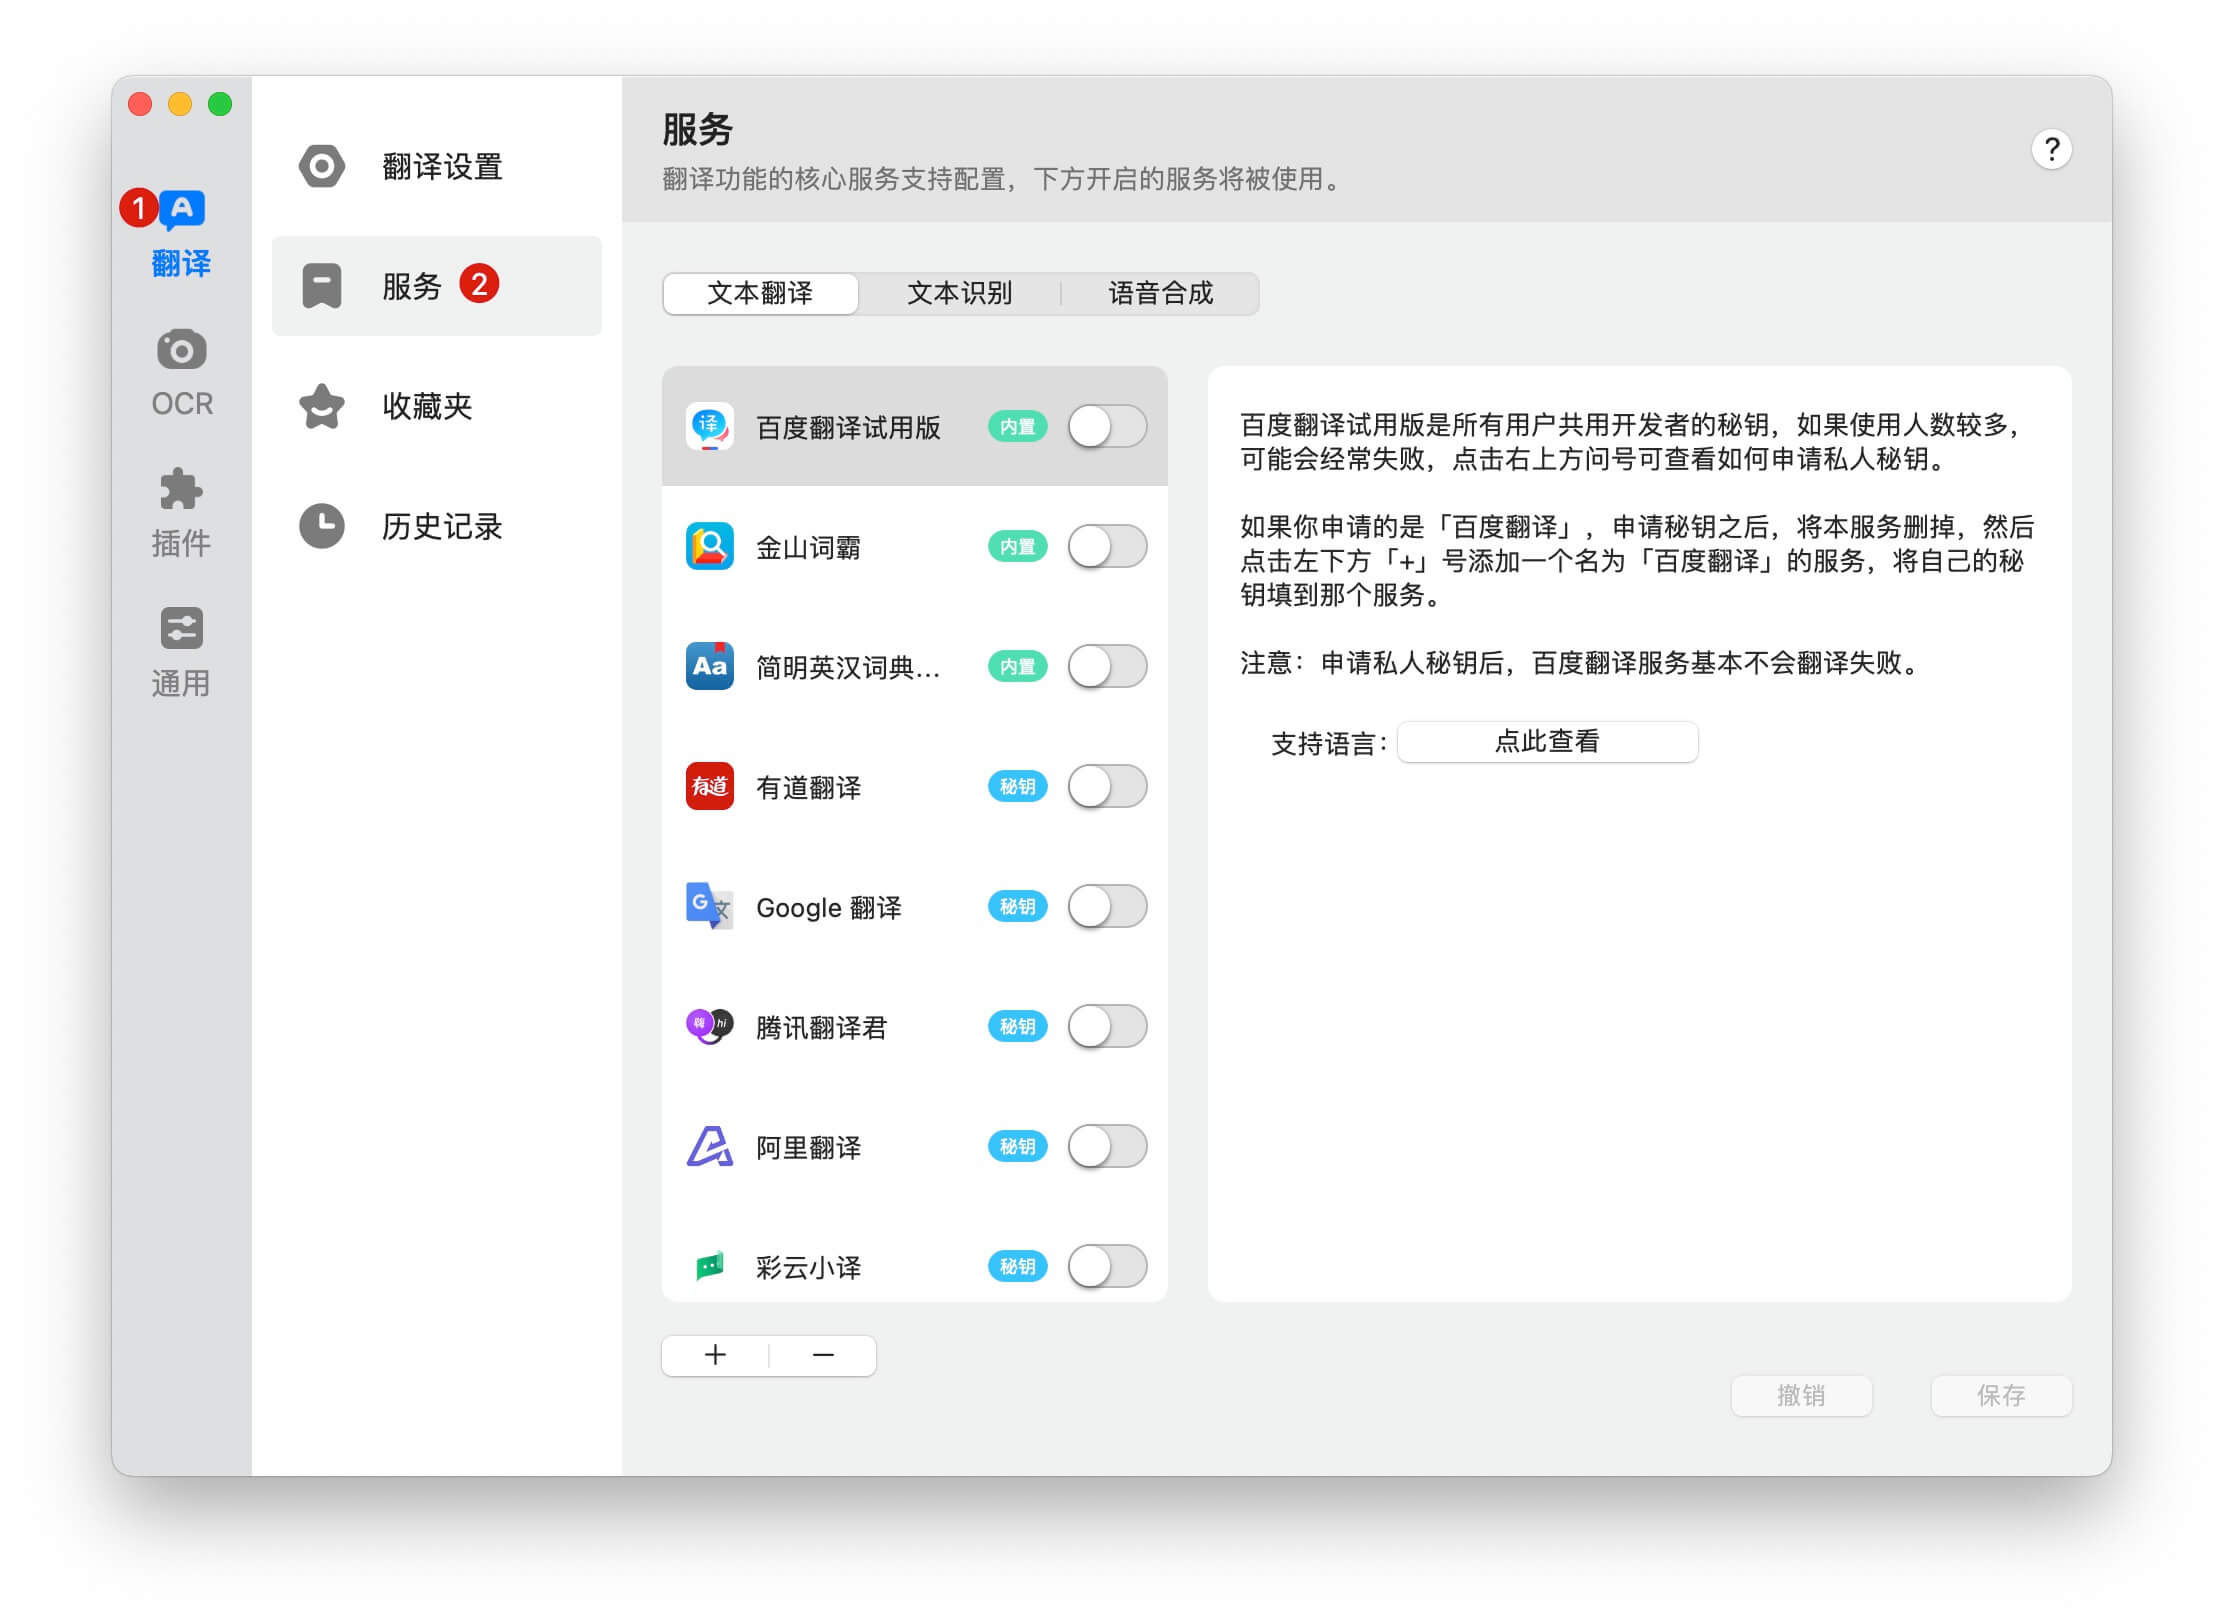 服务
翻译功能的核心服务支持配置，下方开启的服务将被使用。
?
1
翻译
OCR
插件
通用
翻译设置
服务 2
收藏夹
历史记录
文本翻译 文本识别 语音合成
译 百度翻译试用版 内置
金山词霸 内置
Aa 简明英汉词典... 内置
有道 有道翻译 秘钥
G 文 Google 翻译 秘钥
嗨 hi 腾讯翻译君 秘钥
阿里翻译 秘钥
彩云小译 秘钥
+ −
百度翻译试用版是所有用户共用开发者的秘钥，如果使用人数较多，
可能会经常失败，点击右上方问号可查看如何申请私人秘钥。
如果你申请的是「百度翻译」，申请秘钥之后，将本服务删掉，然后
点击左下方「+」号添加一个名为「百度翻译」的服务，将自己的秘
钥填到那个服务。
注意：申请私人秘钥后，百度翻译服务基本不会翻译失败。
支持语言： 点此查看
撤销 保存